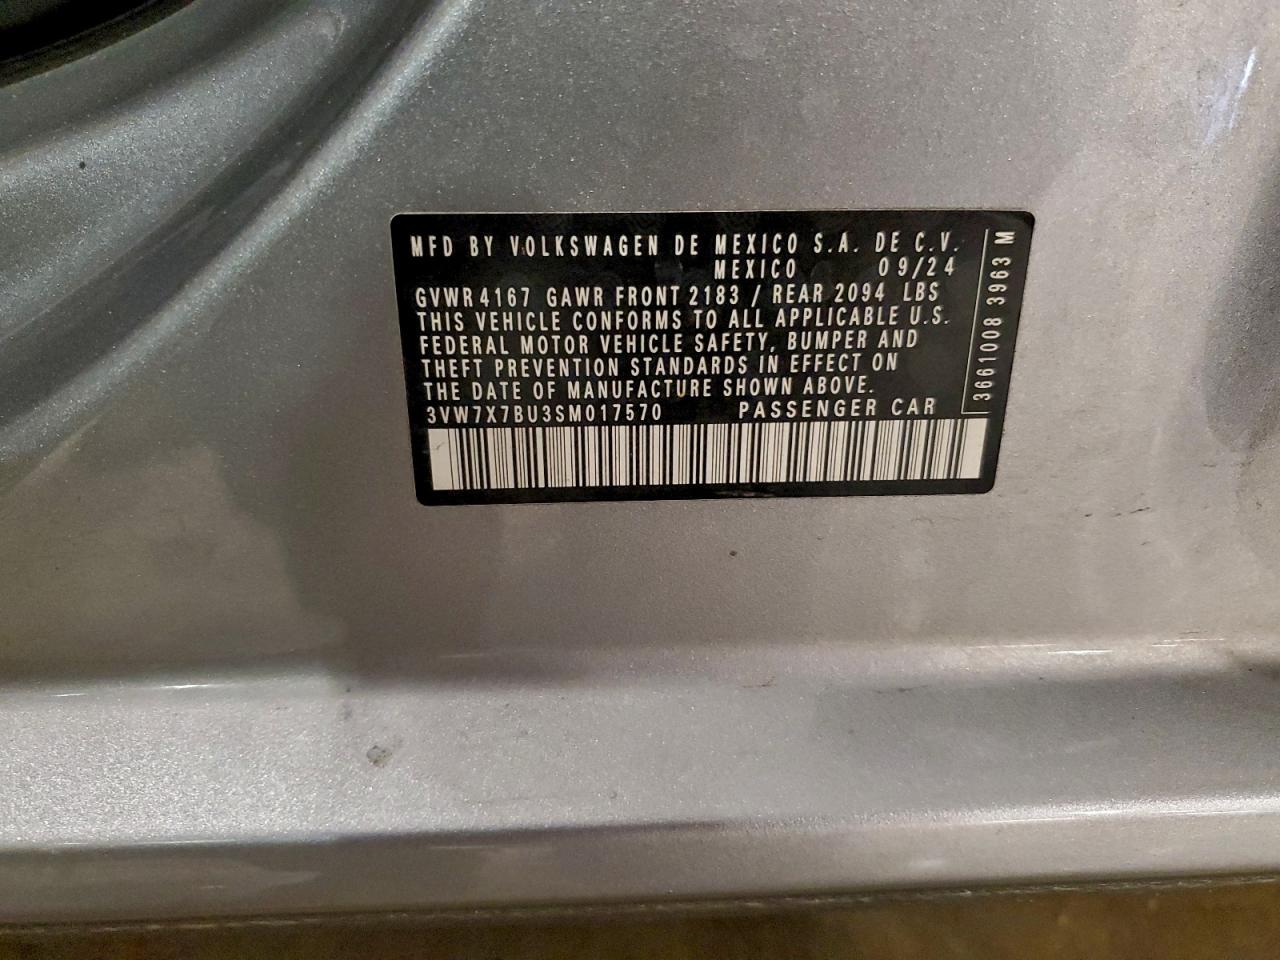 MFD BY VOLKSWAGEN DE MEXICO S.A. DE C.V.
MEXICO 09/24
GVWR 4167 GAWR FRONT 2183 / REAR 2094 LBS
THIS VEHICLE CONFORMS TO ALL APPLICABLE U.S.
FEDERAL MOTOR VEHICLE SAFETY, BUMPER AND
THEFT PREVENTION STANDARDS IN EFFECT ON
THE DATE OF MANUFACTURE SHOWN ABOVE.
3VW7X7BU3SM017570 PASSENGER CAR
3661008 3963 M